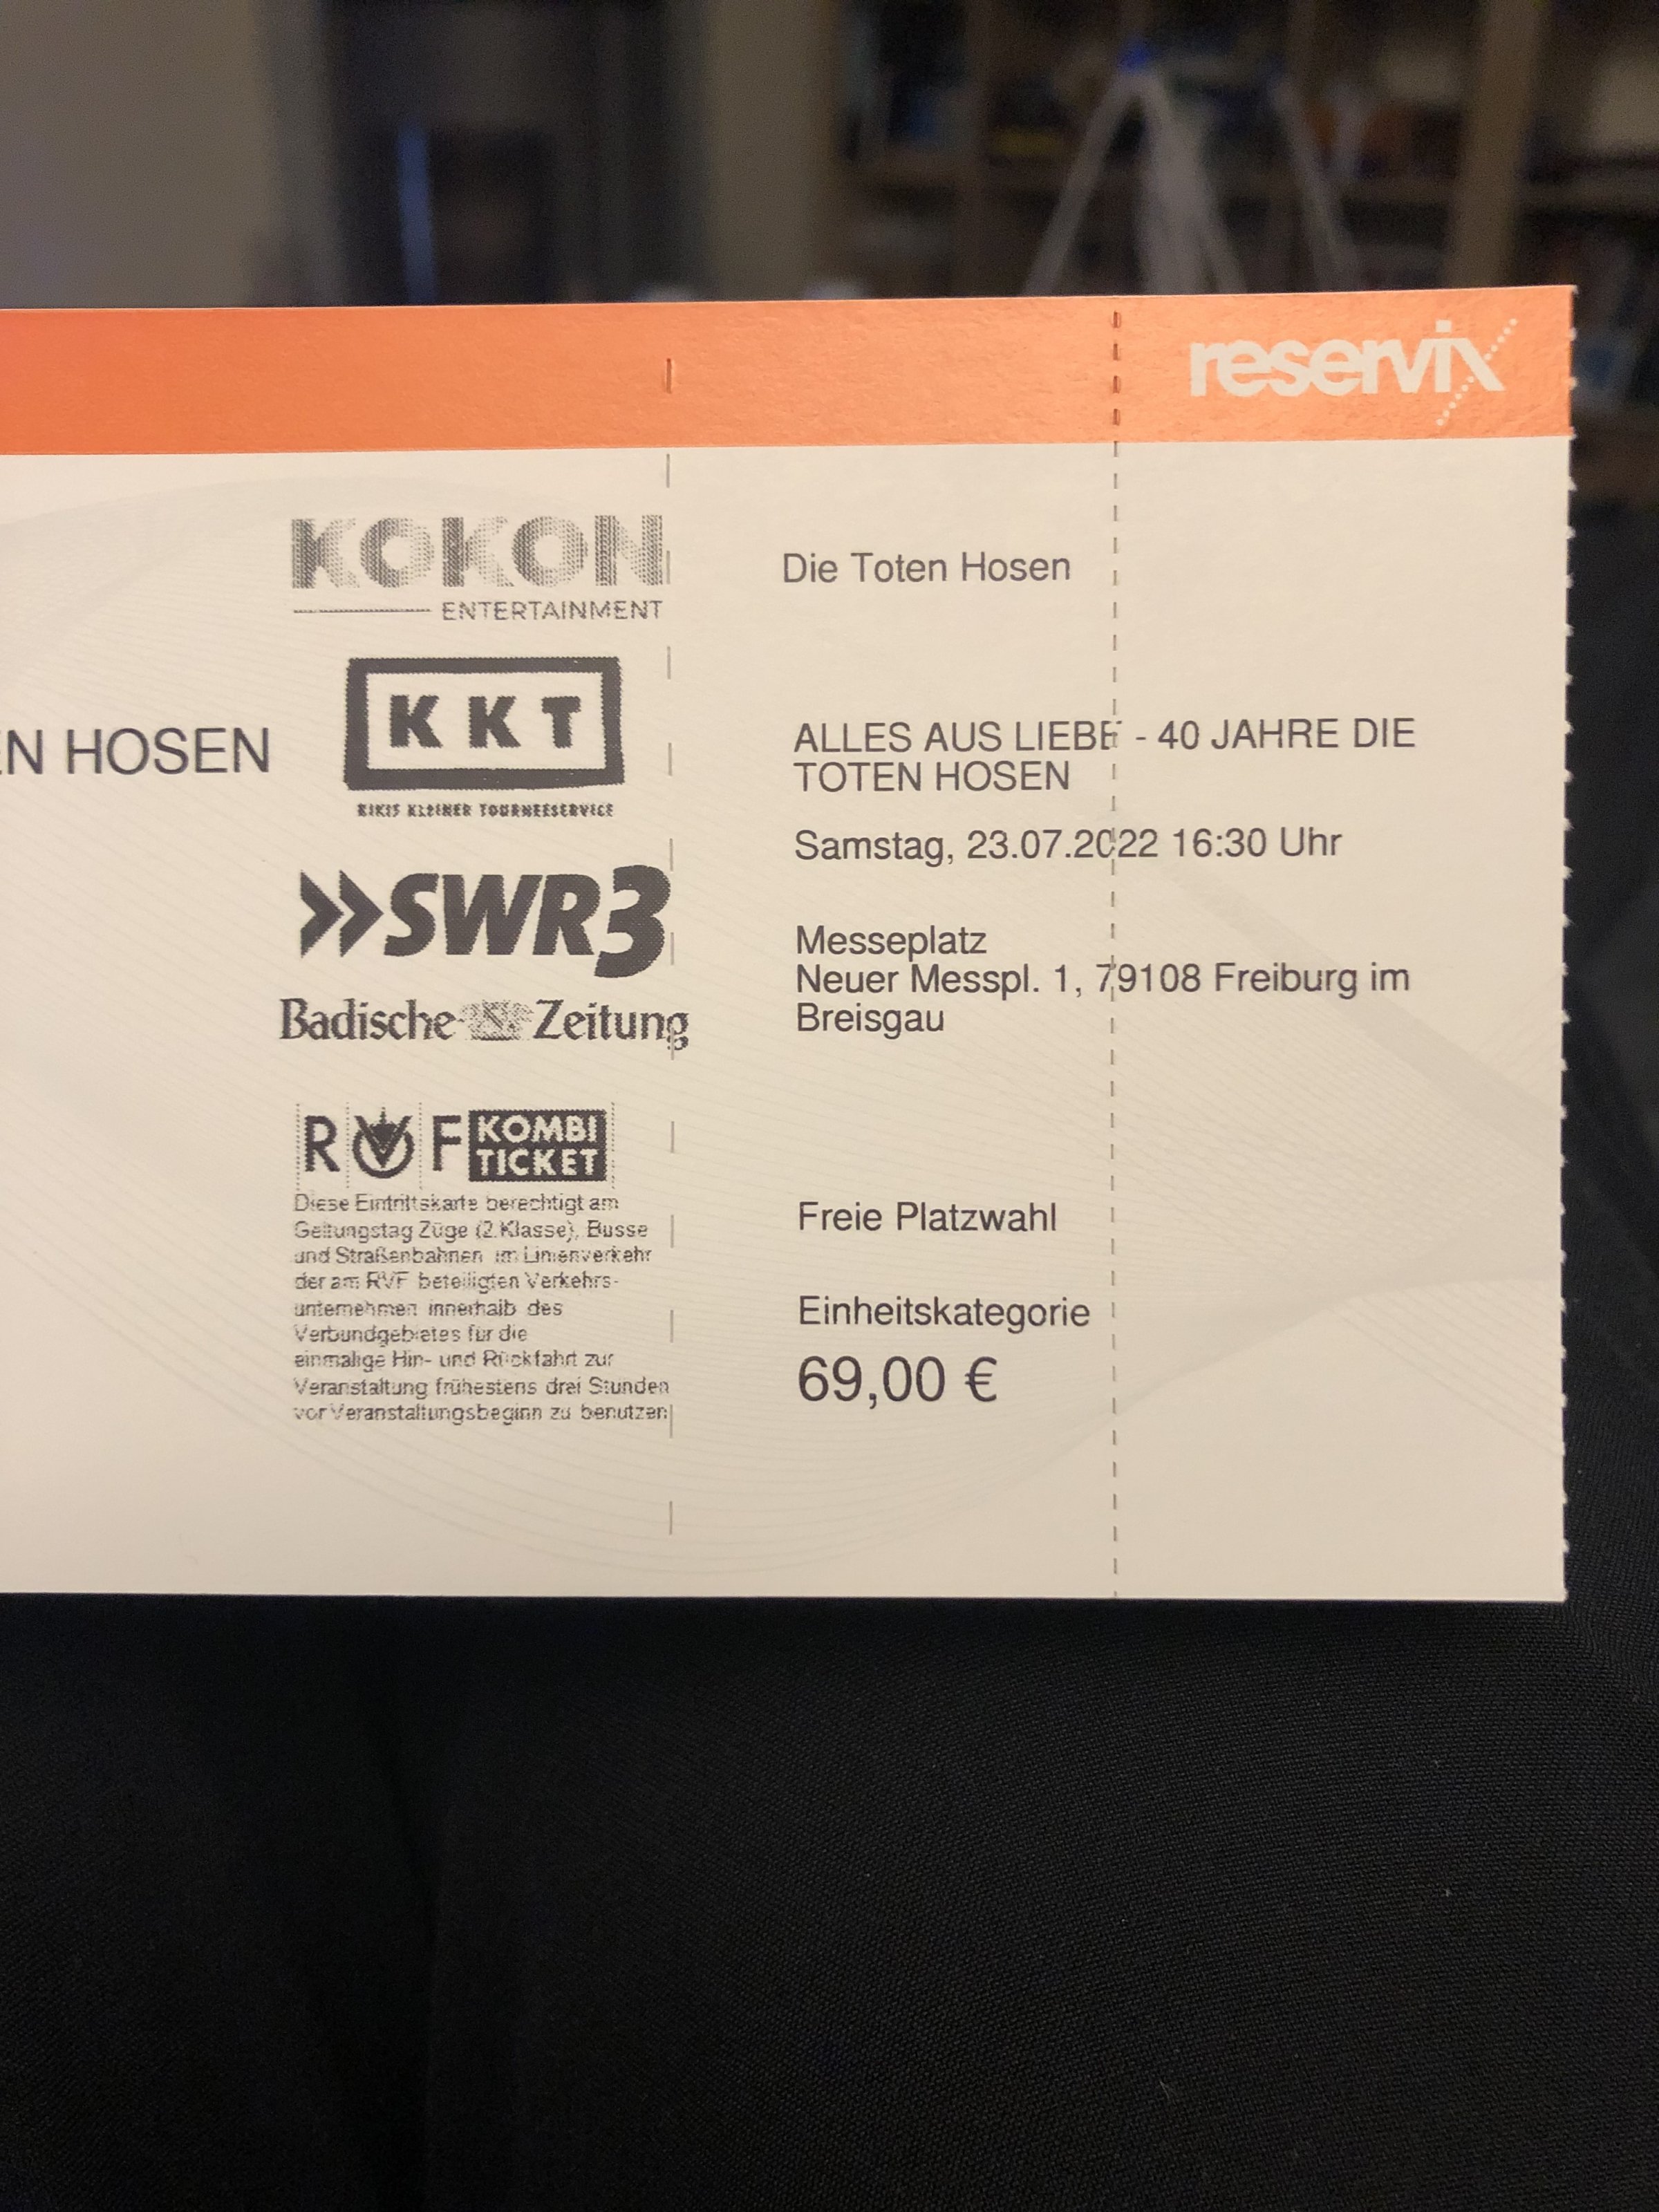 reservix
KOKON
ENTERTAINMENT
KKT
KIKIS KLEINER TOURNEESERVICE
EN HOSEN
SWR3
Badische Zeitung
RVF KOMBI
TICKET
Diese Eintrittskarte berechtigt am
Geltungstag Züge (2.Klasse), Busse
und Straßenbahnen im Linienverkehr
der am RVF beteiligten Verkehrs-
unternehmen innerhalb des
Verbundgebietes für die
einmalige Hin- und Rückfahrt zur
Veranstaltung frühestens drei Stunden
vor Veranstaltungsbeginn zu benutzen
Die Toten Hosen
ALLES AUS LIEBE - 40 JAHRE DIE
TOTEN HOSEN
Samstag, 23.07.2022 16:30 Uhr
Messeplatz
Neuer Messpl. 1, 79108 Freiburg im
Breisgau
Freie Platzwahl
Einheitskategorie
69,00 €